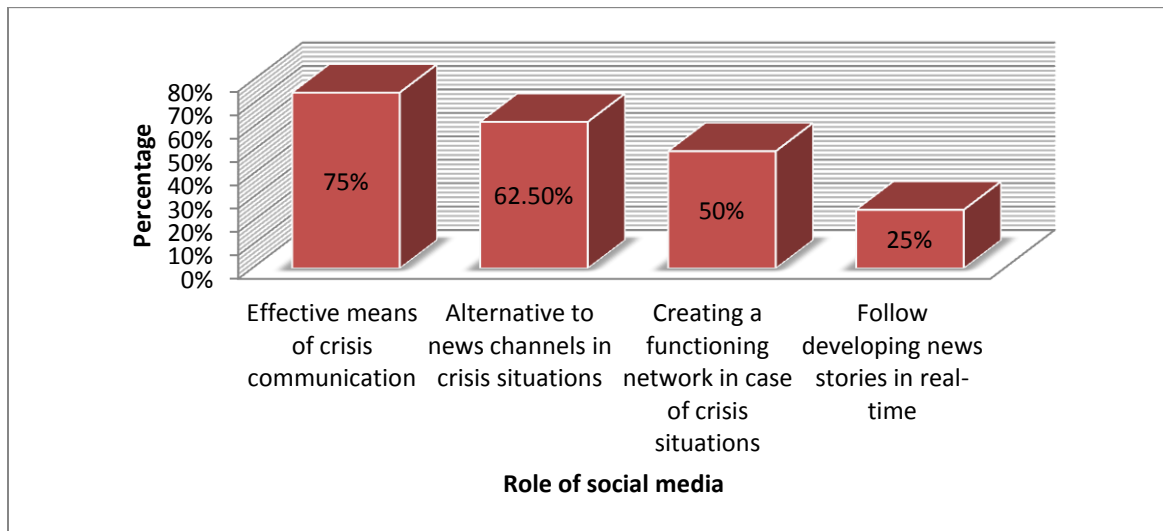 80%
70%
60%
50%
40%
30%
20%
10%
0%
Percentage
75%
62.50%
50%
25%
Effective means
of crisis
communication
Alternative to
news channels in
crisis situations
Creating a
functioning
network in case
of crisis
situations
Follow
developing news
stories in real-
time
Role of social media